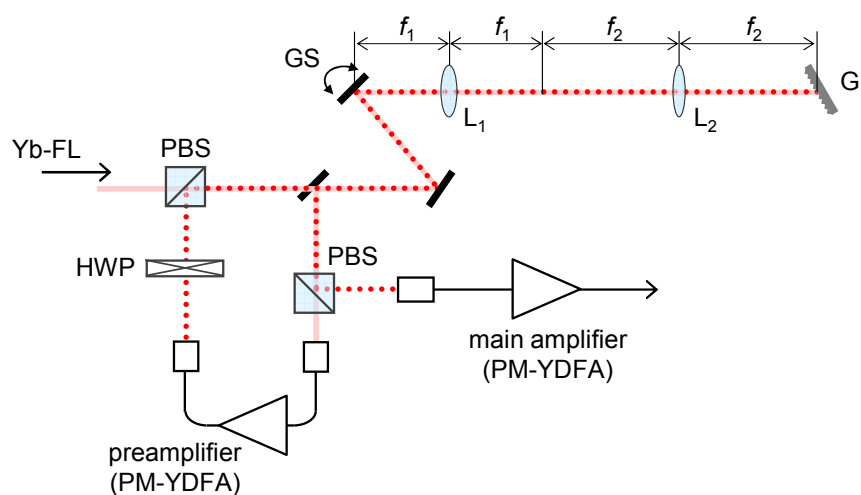 f1 f1 f2 f2
GS
G
L1
L2
Yb-FL
PBS
HWP
PBS
main amplifier
(PM-YDFA)
preamplifier
(PM-YDFA)